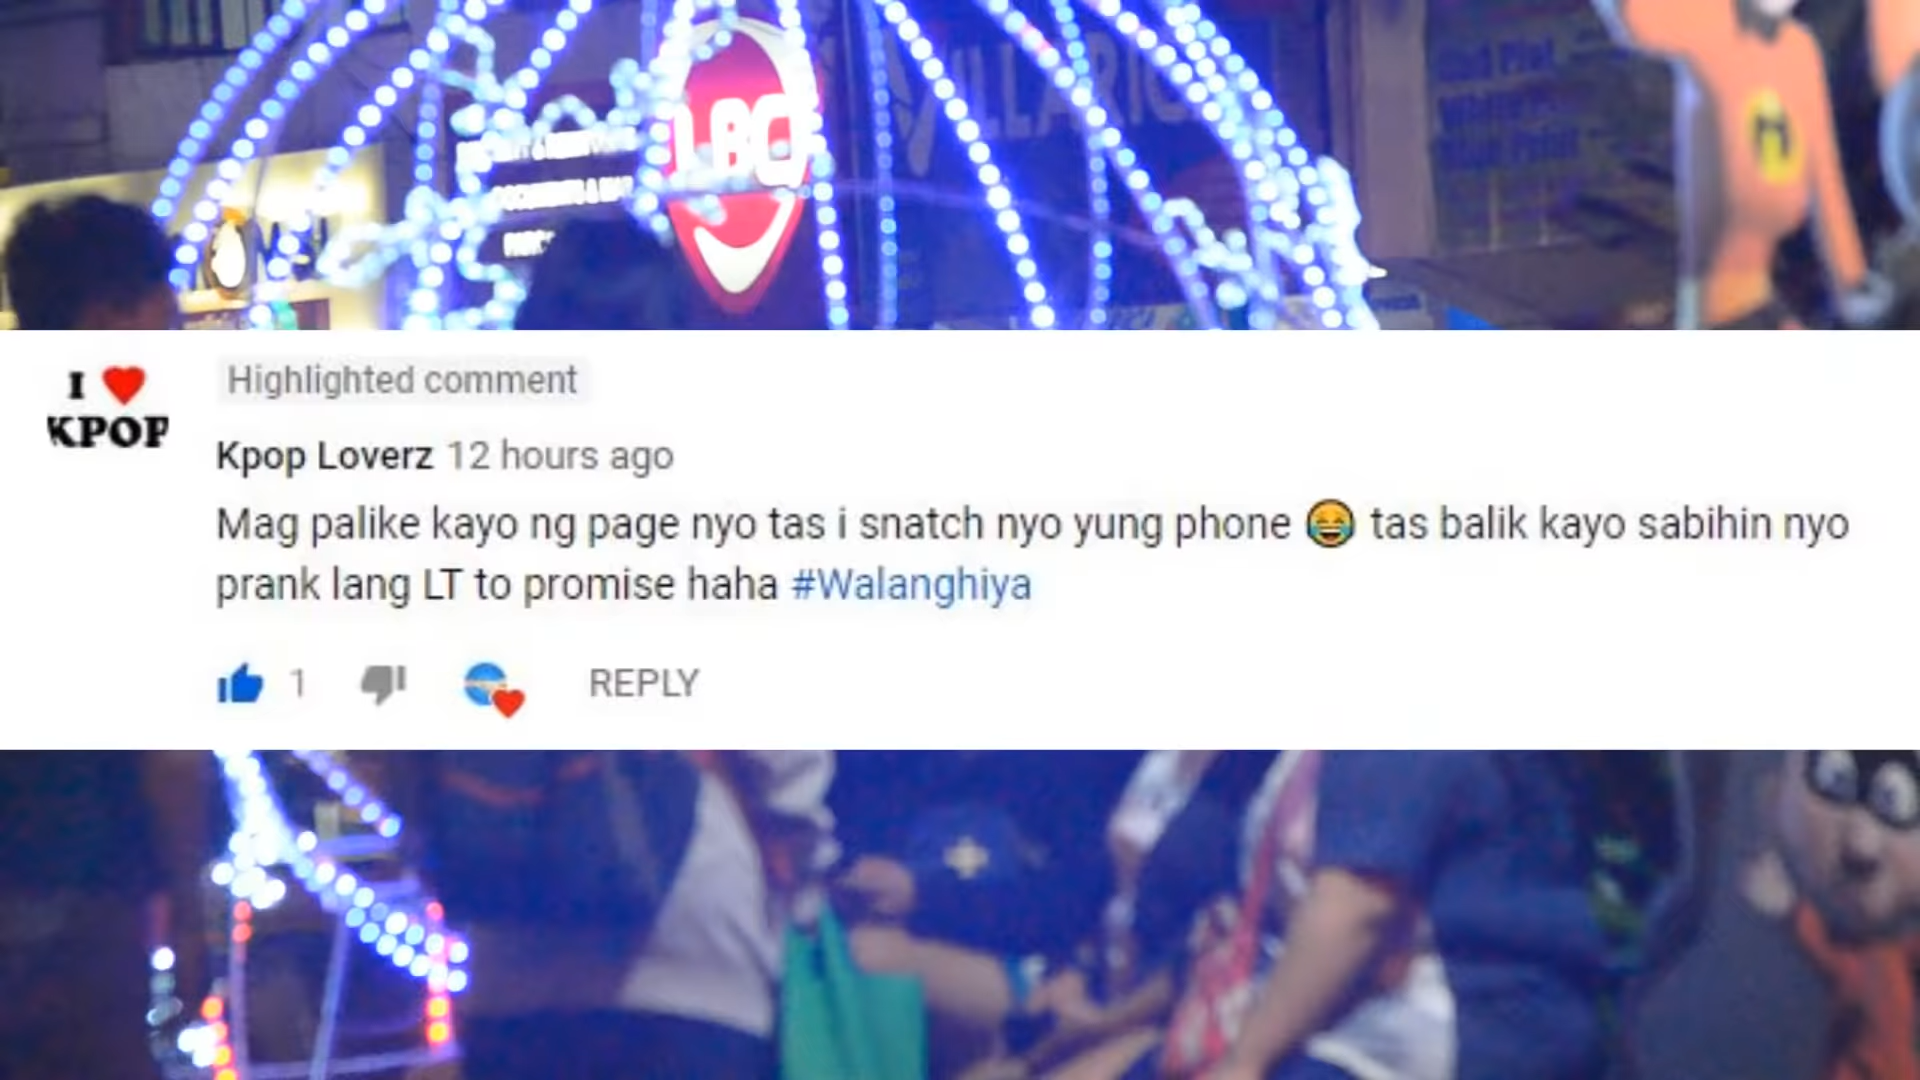 LBC
VILLARICA
I ❤ KPOP
Highlighted comment
Kpop Loverz 12 hours ago
Mag palike kayo ng page nyo tas i snatch nyo yung phone 😂 tas balik kayo sabihin nyo
prank lang LT to promise haha #Walanghiya
1
REPLY